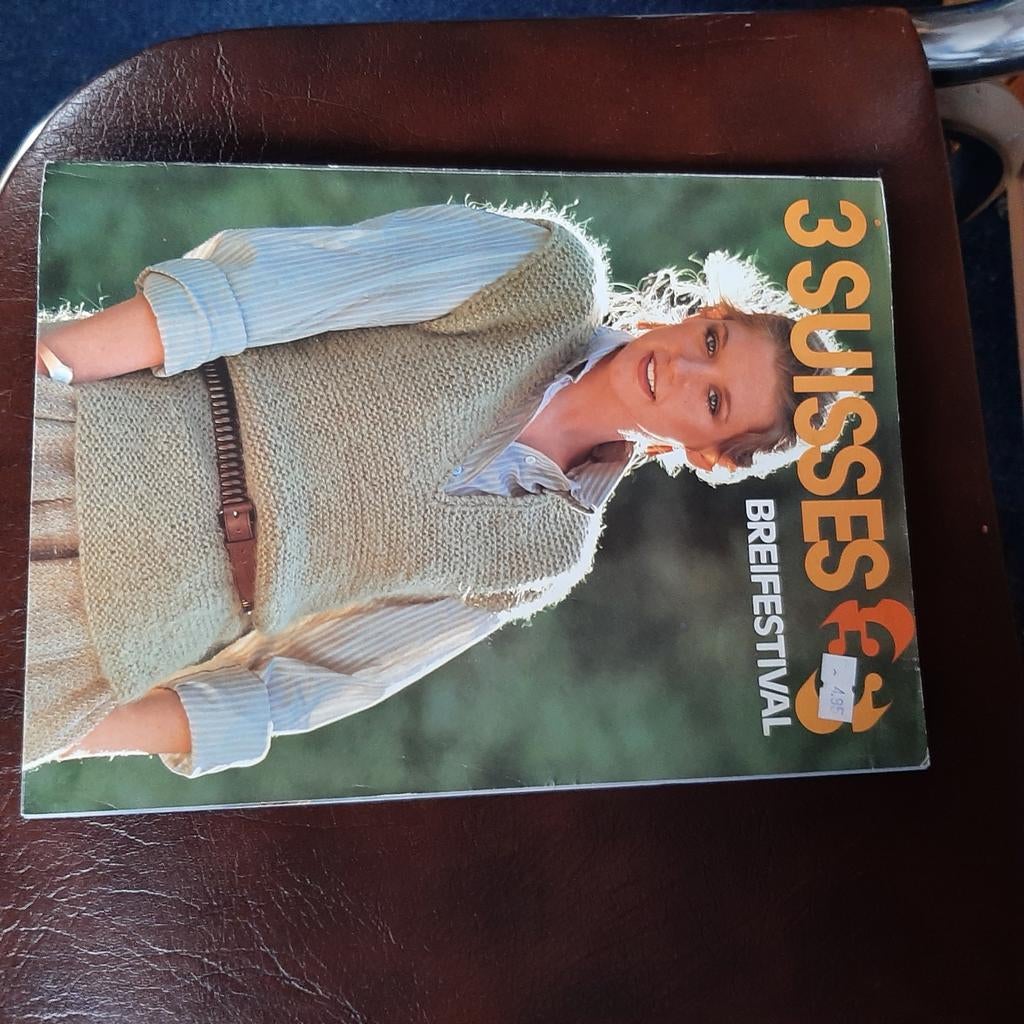 3 SUISSES
BREIFESTIVAL
4.95